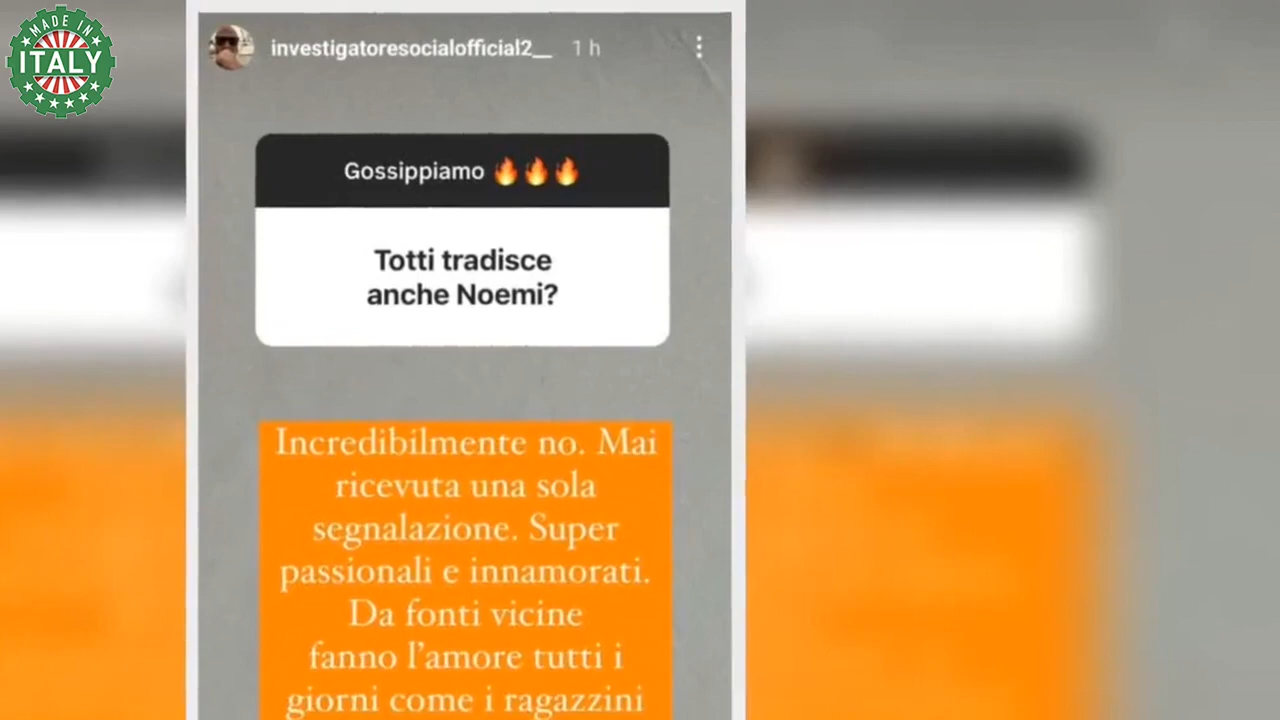 MADE IN
ITALY
investigatoresocialofficial2__ 1 h
Gossippiamo 🔥🔥🔥
Totti tradisce
anche Noemi?
Incredibilmente no. Mai
ricevuta una sola
segnalazione. Super
passionali e innamorati.
Da fonti vicine
fanno l'amore tutti i
giorni come i ragazzini